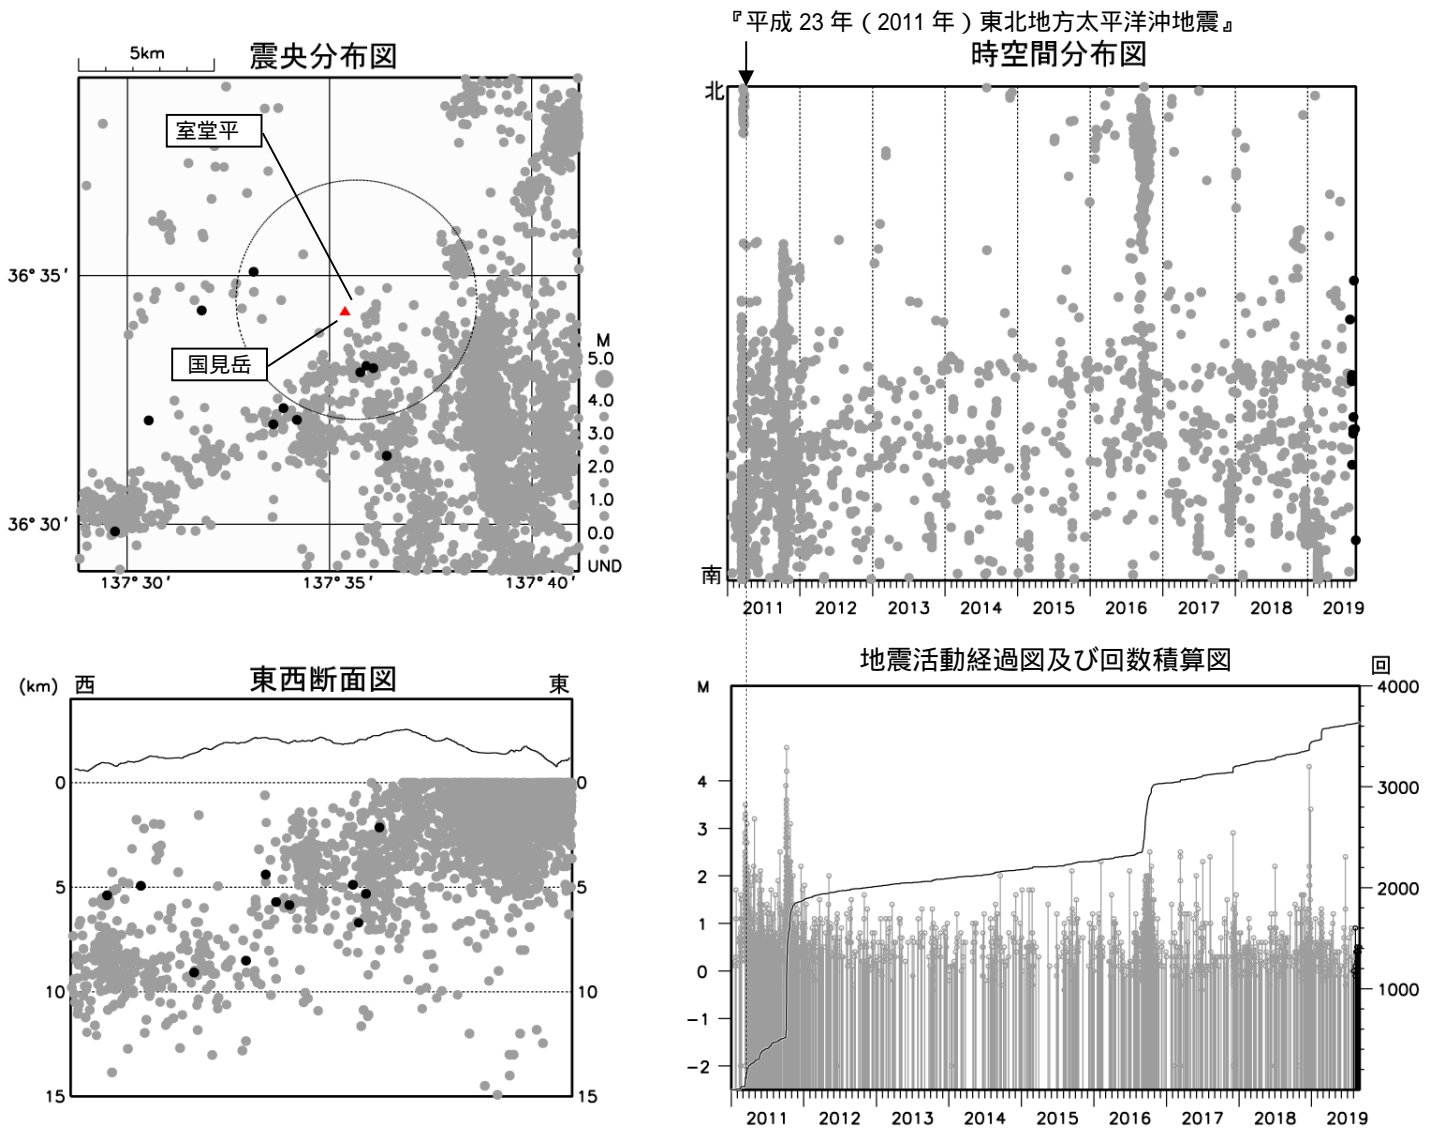 『平成 23 年（2011 年）東北地方太平洋沖地震』
5km
震央分布図
室堂平
国見岳
36° 35′
36° 30′
137° 30′
137° 35′
137° 40′
M
5.0
4.0
3.0
2.0
1.0
0.0
UND
時空間分布図
北
南
2011 2012 2013 2014 2015 2016 2017 2018 2019
東西断面図
(km)
西
東
0
5
10
15
0
5
10
15
地震活動経過図及び回数積算図
M
回
4
3
2
1
0
-1
-2
4000
3000
2000
1000
2011 2012 2013 2014 2015 2016 2017 2018 2019